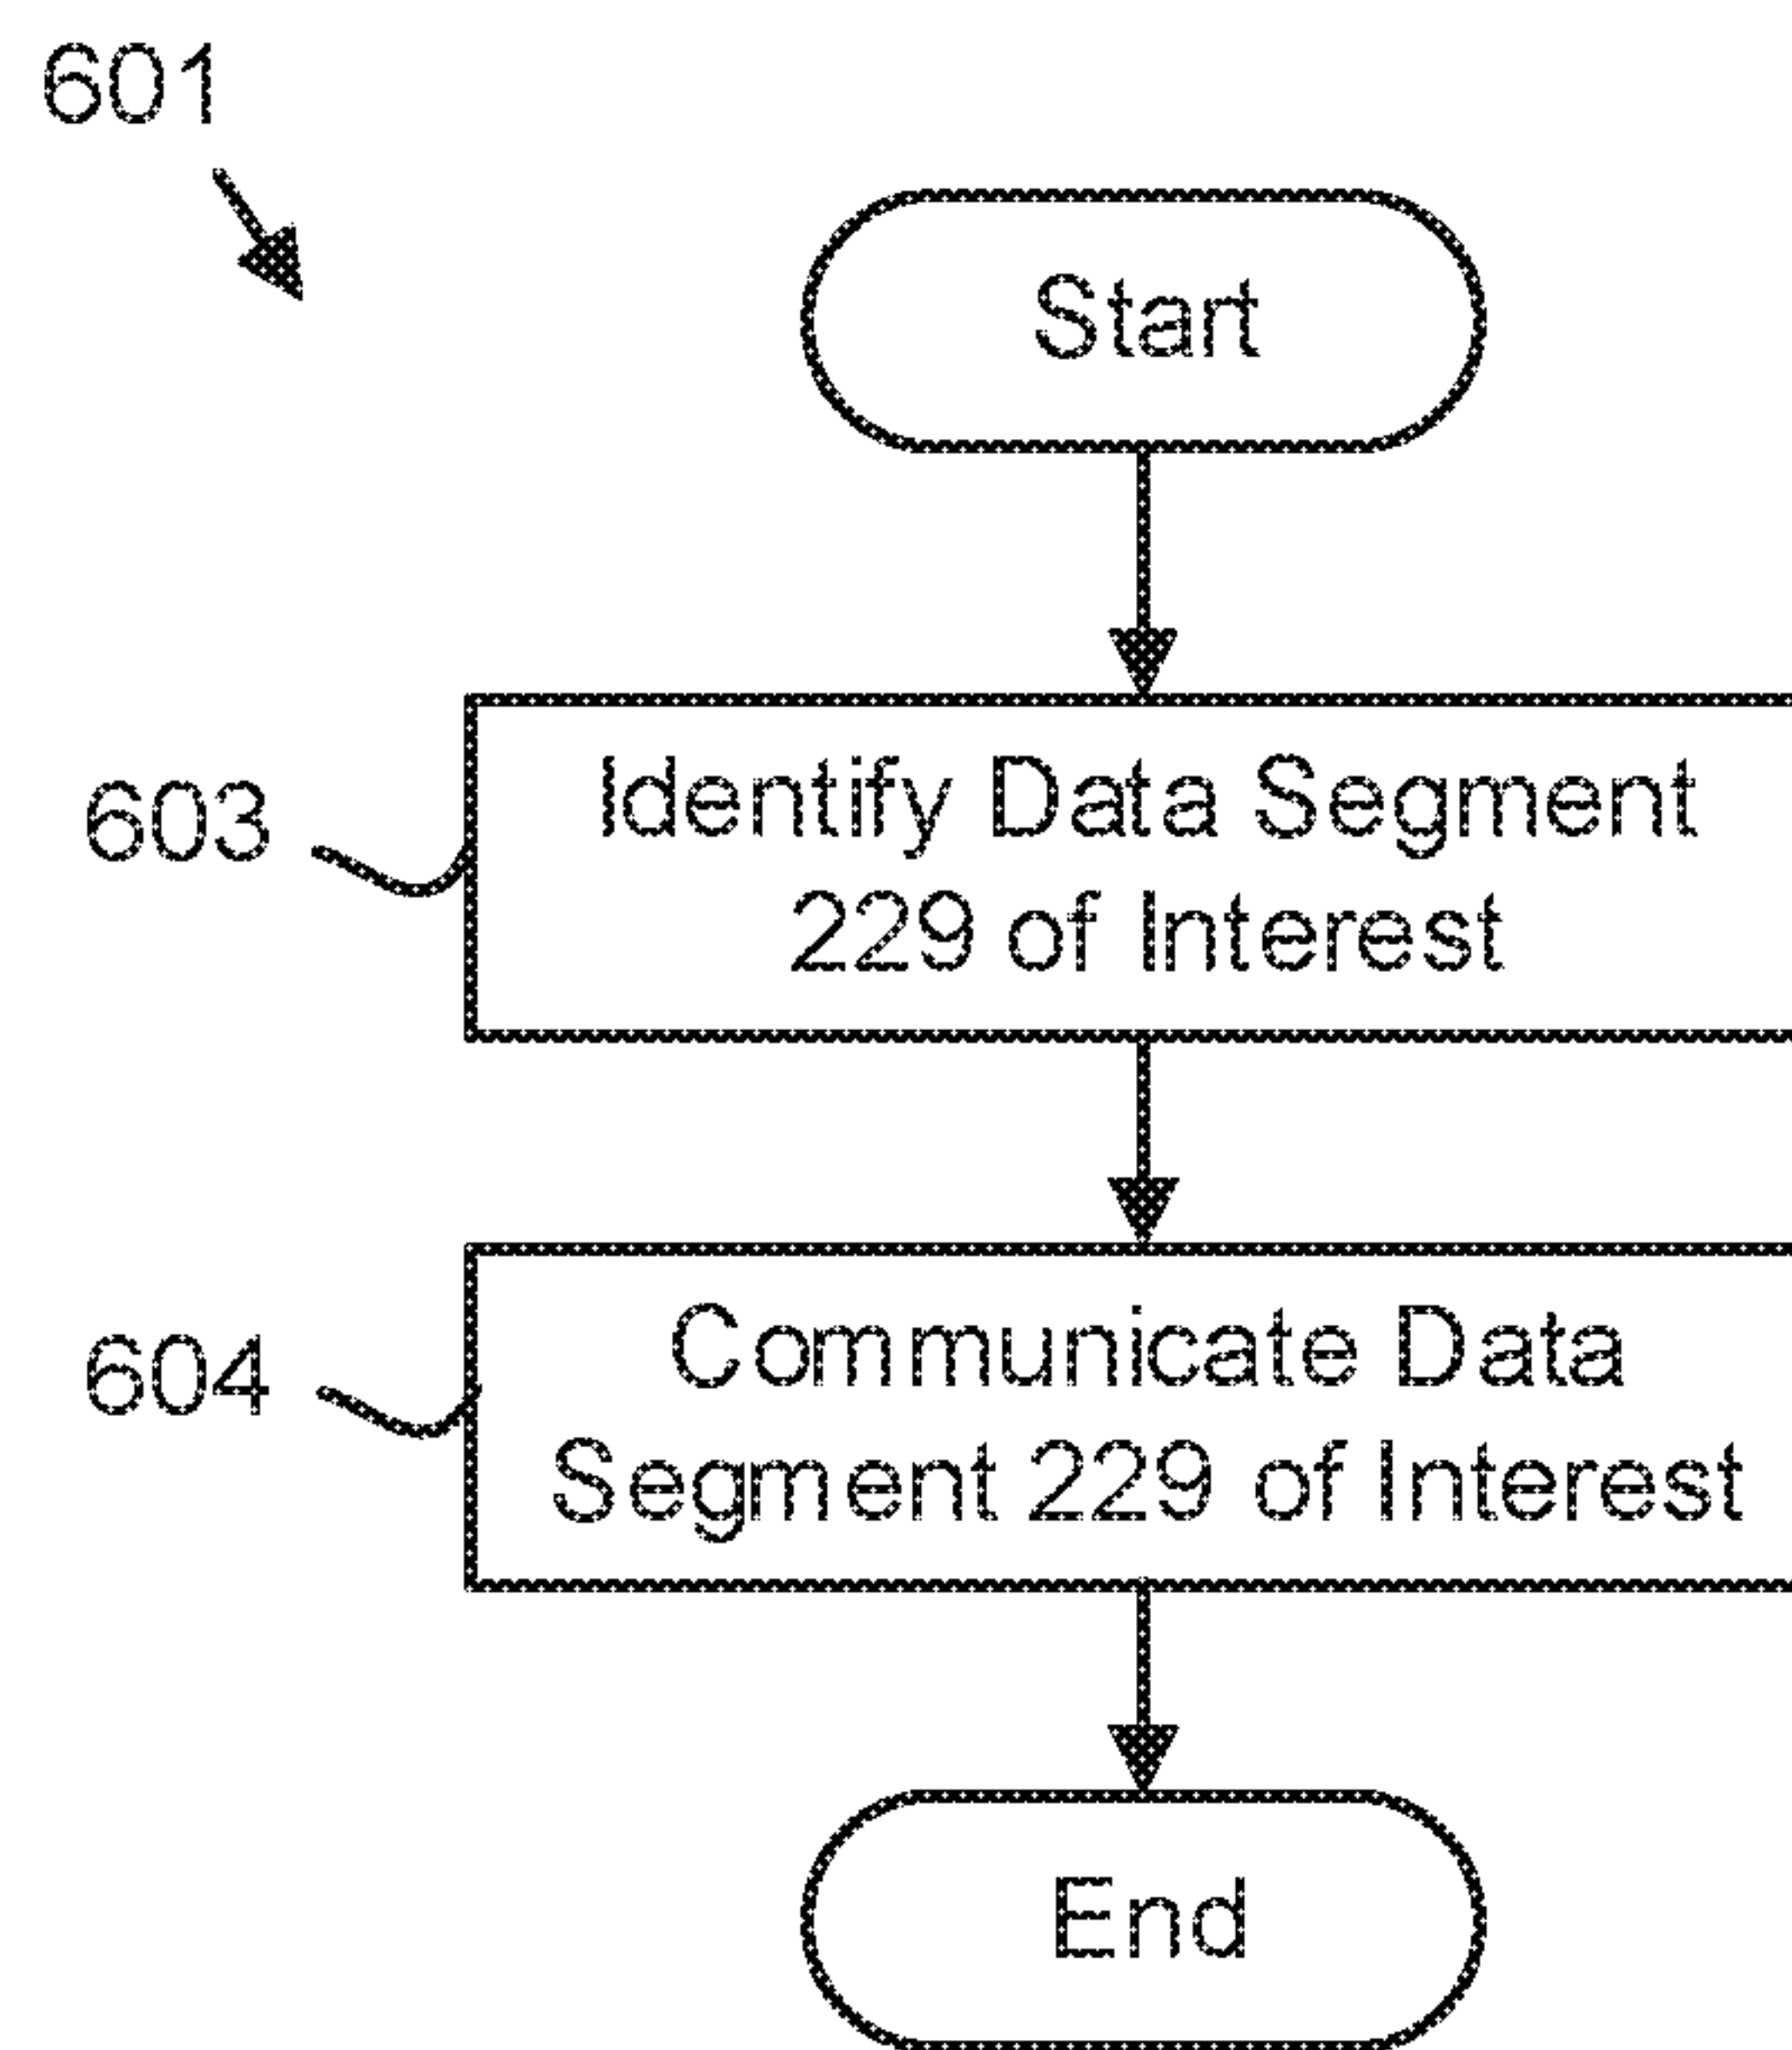 601
Start
603
Identify Data Segment
229 of Interest
604
Communicate Data
Segment 229 of Interest
End